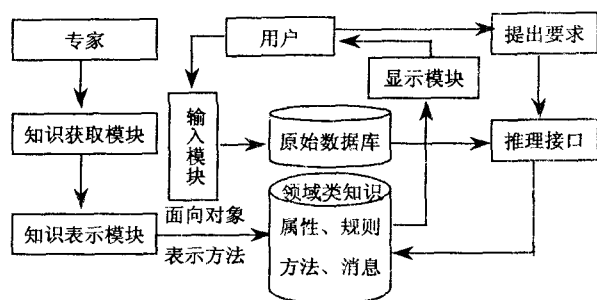 专家
用户
提出要求
显示模块
知识获取模块
输入模块
原始数据库
推理接口
领域类知识
知识表示模块
面向对象
表示方法
属性、规则
方法、消息